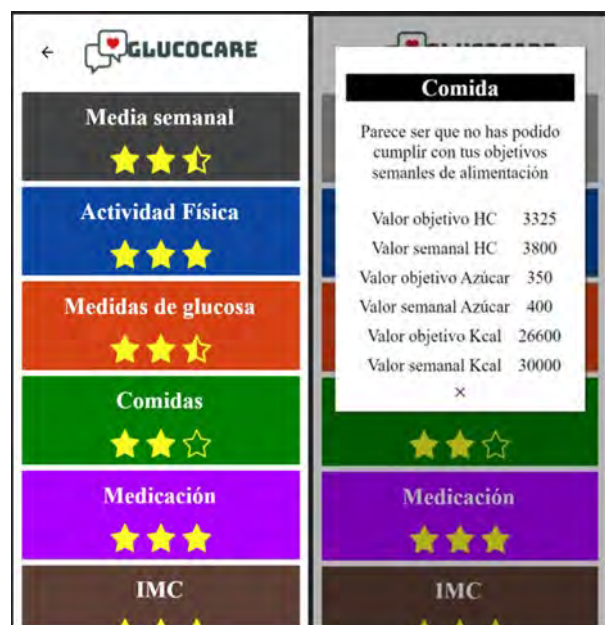 GLUCOCARE
Media semanal
Actividad Física
Medidas de glucosa
Comidas
Medicación
IMC
Comida
Parece ser que no has podido
cumplir con tus objetivos
semanles de alimentación
Valor objetivo HC 3325
Valor semanal HC 3800
Valor objetivo Azúcar 350
Valor semanal Azúcar 400
Valor objetivo Kcal 26600
Valor semanal Kcal 30000
×
Medicación
IMC